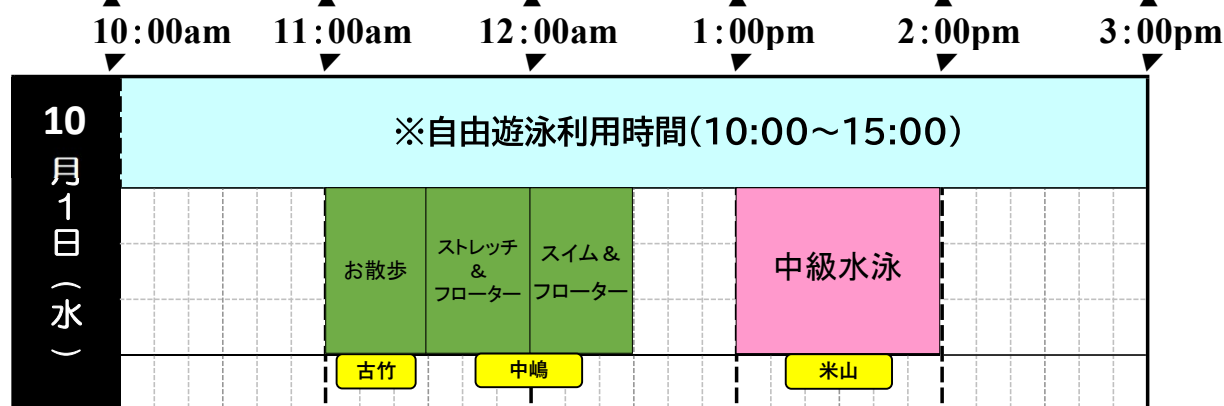 10:00am 11:00am 12:00am 1:00pm 2:00pm 3:00pm
10月1日(水)
※自由遊泳利用時間(10:00~15:00)
お散歩
ストレッチ
&
フローター
スイム&
フローター
中級水泳
古竹
中嶋
米山